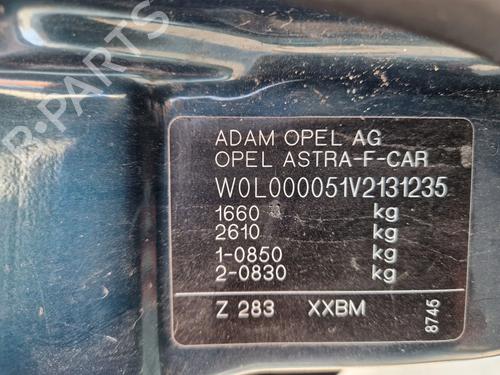 ADAM OPEL AG
OPEL ASTRA-F-CAR
W0L000051V2131235
1660 kg
2610 kg
1-0850 kg
2-0830 kg
Z 283 XXBM
8745
R-PARTS